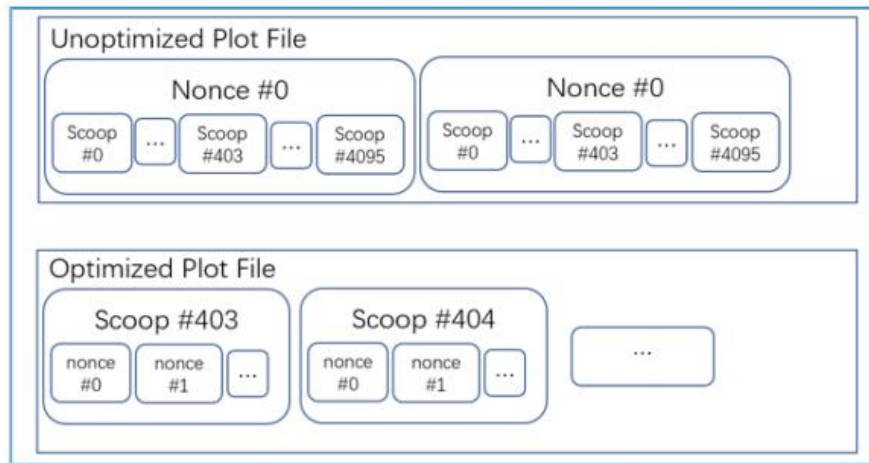 Unoptimized Plot File
Nonce #0
Scoop #0
...
Scoop #403
...
Scoop #4095
Nonce #0
Scoop #0
...
Scoop #403
...
Scoop #4095
Optimized Plot File
Scoop #403
nonce #0
nonce #1
...
Scoop #404
nonce #0
nonce #1
...
...